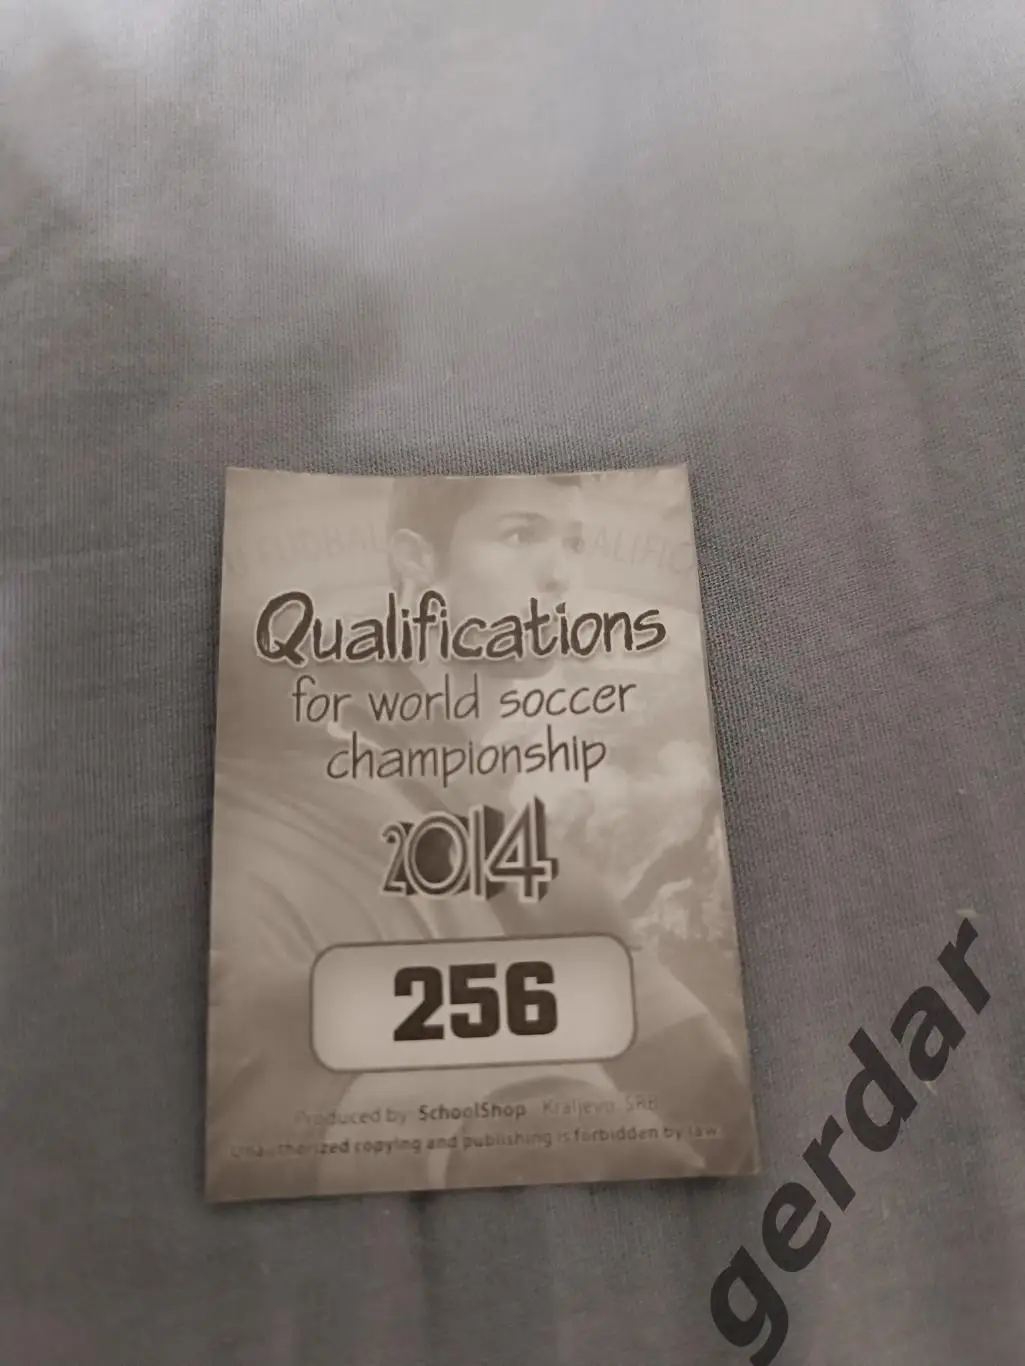 Qualifications
for world soccer
championship
2014
256
Produced by SchoolShop Kraljevo, SRB
Unauthorized copying and publishing is forbidden by law
gerdar